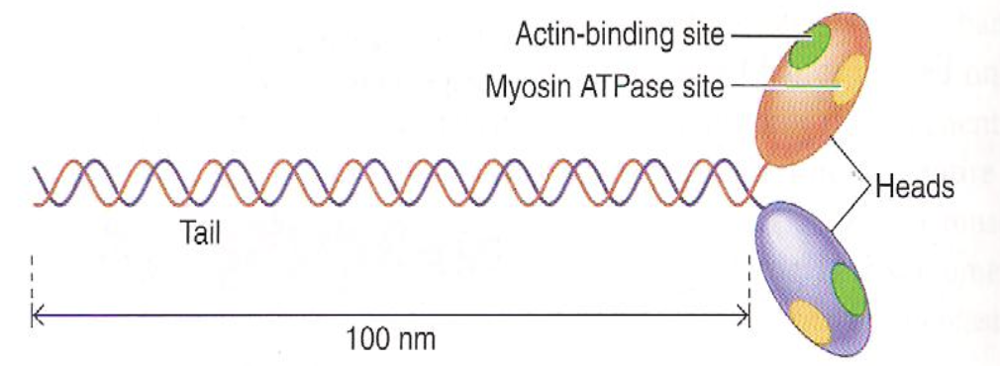 Actin-binding site
Myosin ATPase site
Heads
Tail
100 nm